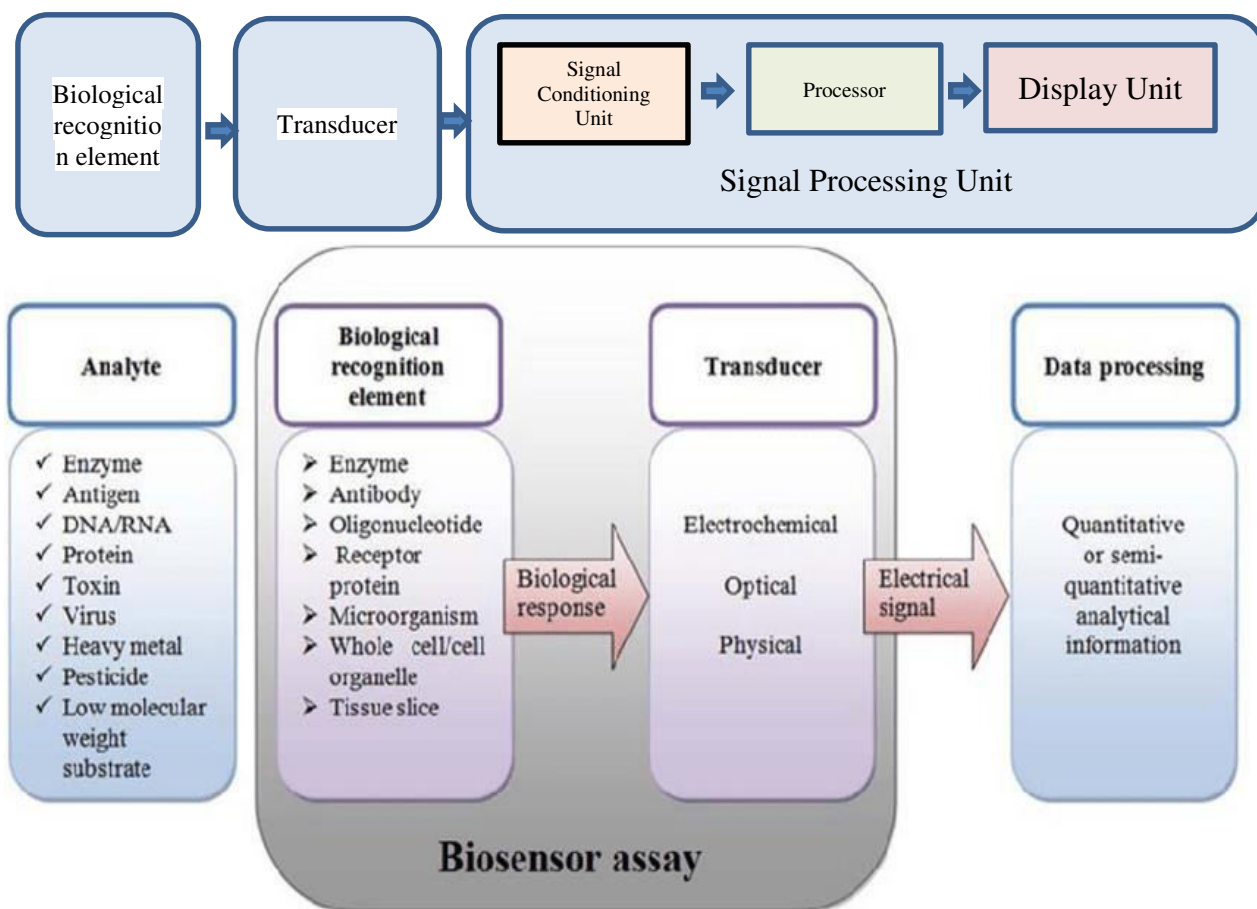 Biological
recognitio
n element
Transducer
Signal
Conditioning
Unit
Processor
Display Unit
Signal Processing Unit
Analyte
✓ Enzyme
✓ Antigen
✓ DNA/RNA
✓ Protein
✓ Toxin
✓ Virus
✓ Heavy metal
✓ Pesticide
✓ Low molecular
weight
substrate
Biological
recognition
element
➢ Enzyme
➢ Antibody
➢ Oligonucleotide
➢ Receptor
protein
➢ Microorganism
➢ Whole cell/cell
organelle
➢ Tissue slice
Biological
response
Transducer
Electrochemical
Optical
Physical
Electrical
signal
Data processing
Quantitative
or semi-
quantitative
analytical
information
Biosensor assay